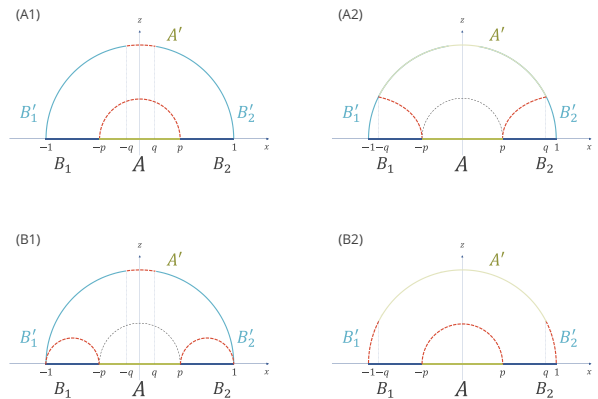 (A1)
z
A′
B′₁
B′₂
−1
−p
−q
q
p
1
x
B₁
A
B₂
(A2)
z
A′
B′₁
B′₂
−1
−q
−p
p
q
1
x
B₁
A
B₂
(B1)
z
A′
B′₁
B′₂
−1
−p
−q
q
p
1
x
B₁
A
B₂
(B2)
z
A′
B′₁
B′₂
−1
−q
−p
p
q
1
x
B₁
A
B₂